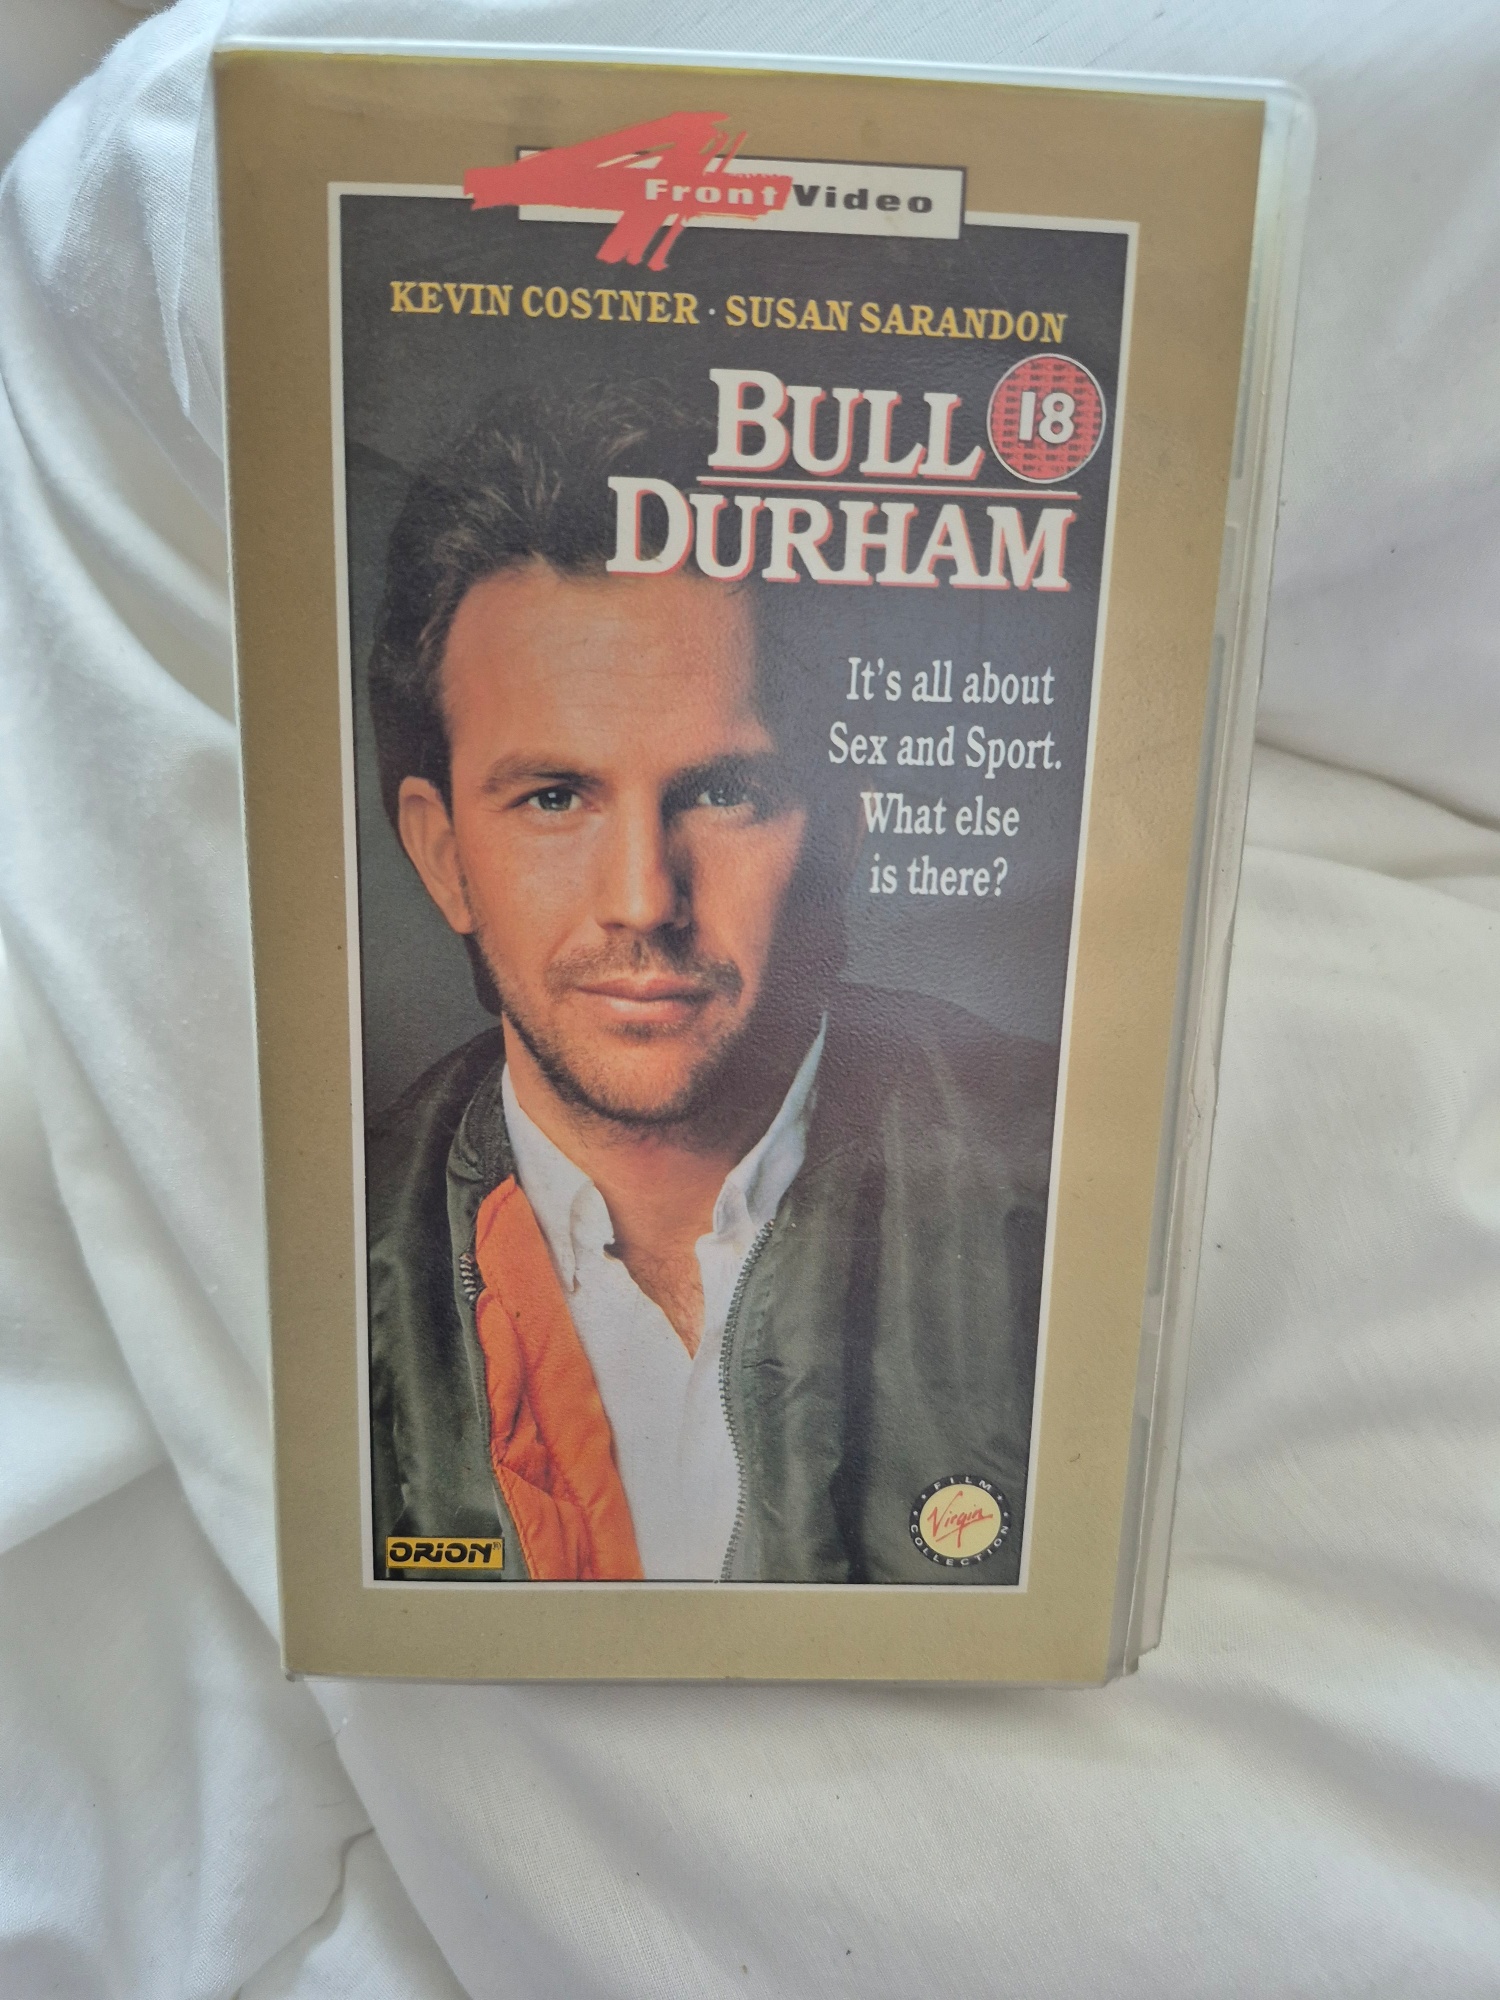 4 Front Video
KEVIN COSTNER · SUSAN SARANDON
BULL
18
DURHAM
It's all about
Sex and Sport.
What else
is there?
ORION®
FILM
Virgin
COLLECTION